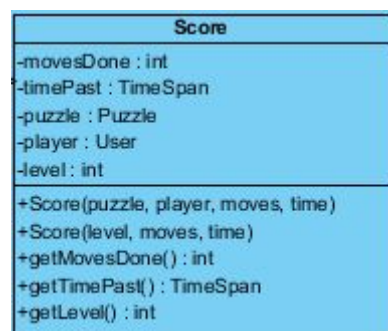 Score
-movesDone : int
-timePast : TimeSpan
-puzzle : Puzzle
-player : User
-level : int
+Score(puzzle, player, moves, time)
+Score(level, moves, time)
+getMovesDone() : int
+getTimePast() : TimeSpan
+getLevel() : int